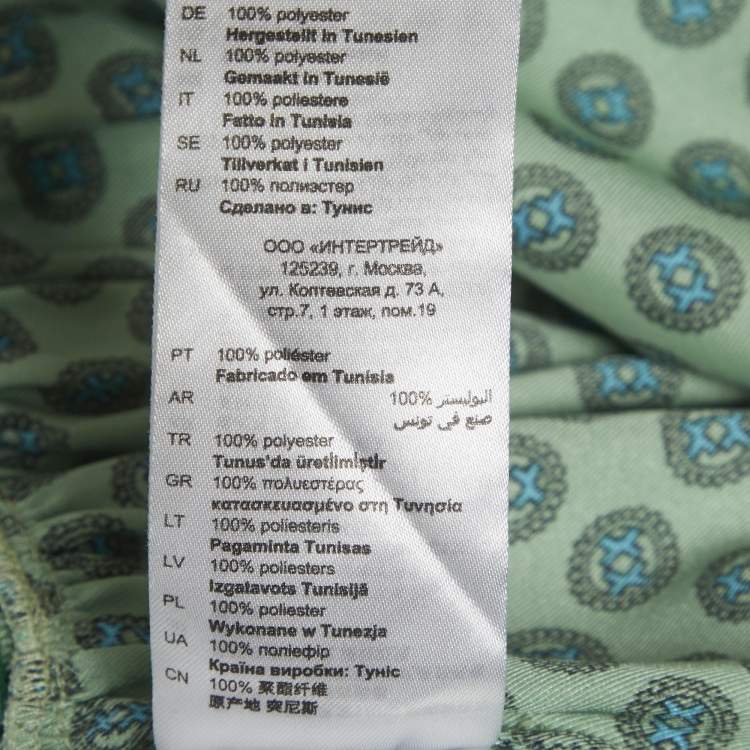 DE 100% polyester
Hergestellt in Tunesien
NL 100% polyester
Gemaakt in Tunesië
IT 100% poliestere
Fatto in Tunisia
SE 100% polyester
Tillverkat i Tunisien
RU 100% полиэстер
Сделано в: Тунис
ООО «ИНТЕРТРЕЙД»
125239, г. Москва,
ул. Коптевская д. 73 А,
стр.7, 1 этаж, пом.19
PT 100% poliéster
Fabricado em Tunísia
AR 100% البوليستر
صنع في تونس
TR 100% polyester
Tunus'da üretilmiştir
GR 100% πολυεστέρας
κατασκευασμένο στη Τυνησία
LT 100% poliesteris
Pagaminta Tunisas
LV 100% poliesters
Izgatavots Tunisijā
PL 100% poliester
Wykonane w Tunezja
UA 100% поліефір
Країна виробки: Туніс
CN 100% 聚酯纤维
原产地 突尼斯